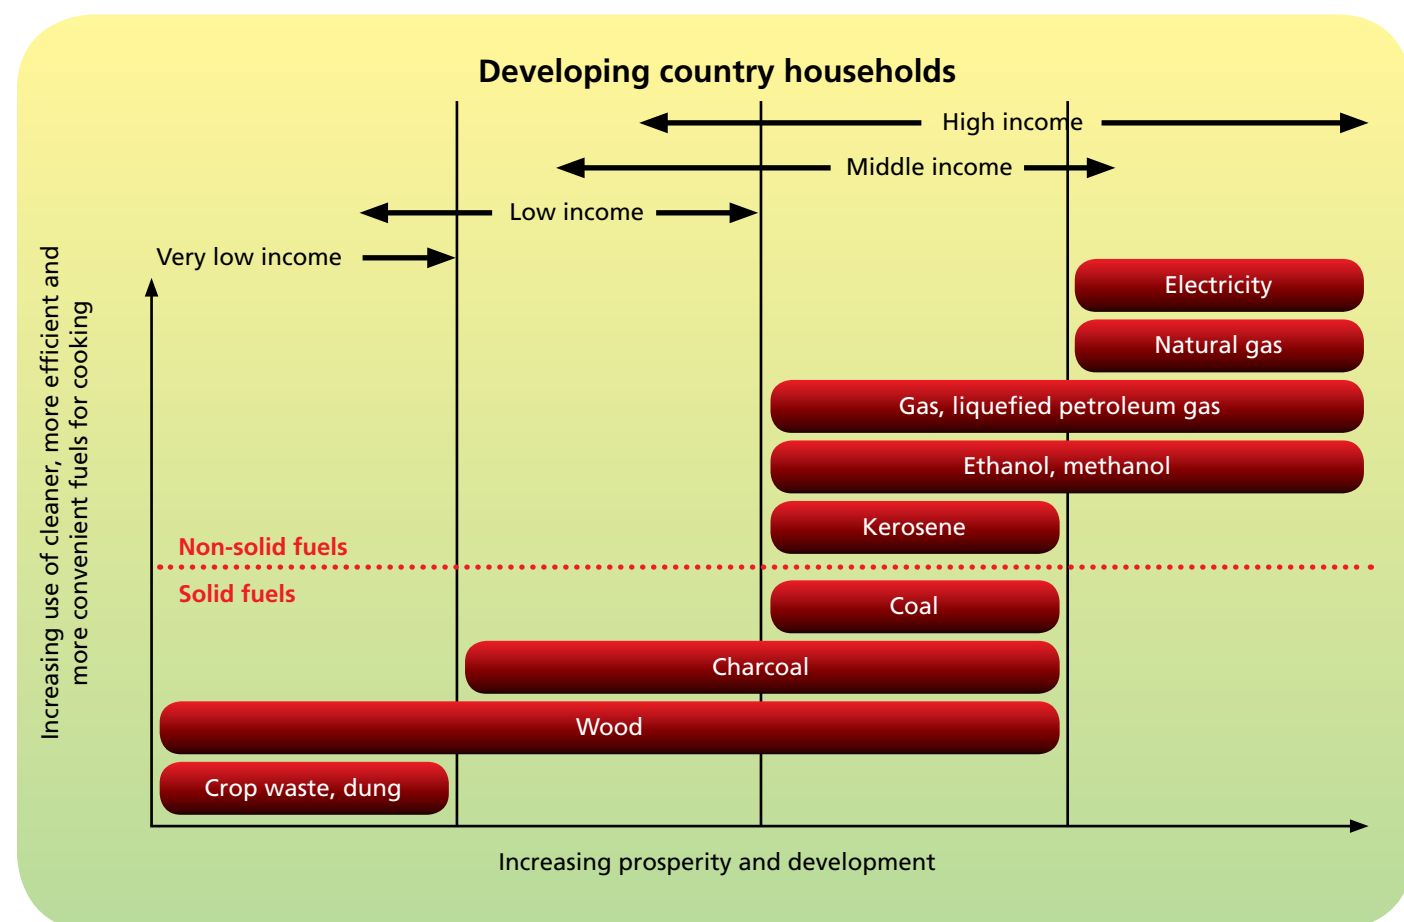 Developing country households
High income
Middle income
Low income
Very low income
Increasing use of cleaner, more efficient and
more convenient fuels for cooking
Electricity
Natural gas
Gas, liquefied petroleum gas
Ethanol, methanol
Kerosene
Non-solid fuels
Solid fuels
Coal
Charcoal
Wood
Crop waste, dung
Increasing prosperity and development